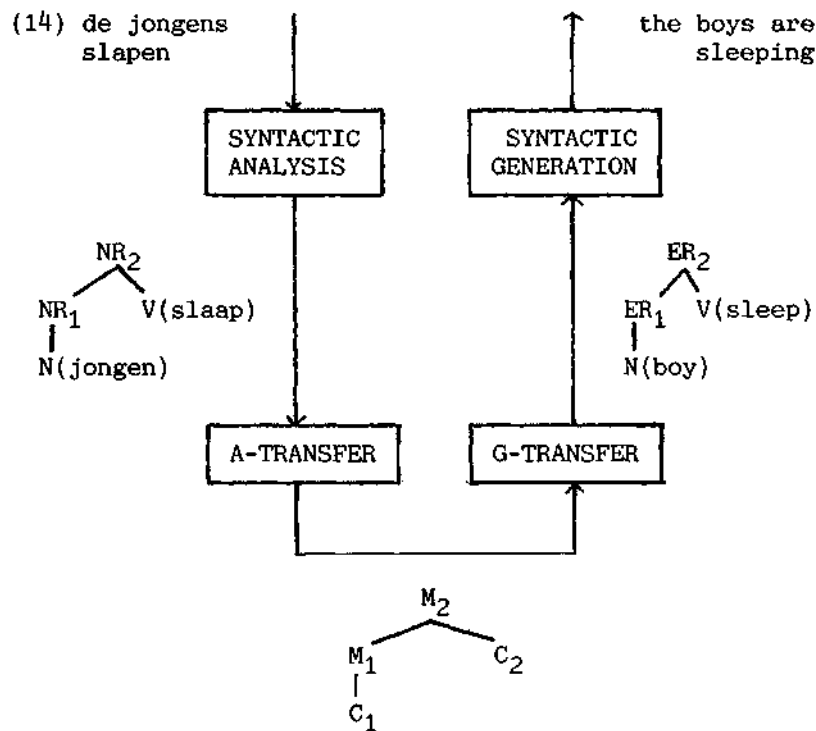 (14) de jongens slapen
the boys are sleeping
SYNTACTIC ANALYSIS
SYNTACTIC GENERATION
NR2
NR1 V(slaap)
N(jongen)
ER2
ER1 V(sleep)
N(boy)
A-TRANSFER
G-TRANSFER
M2
M1 C2
C1